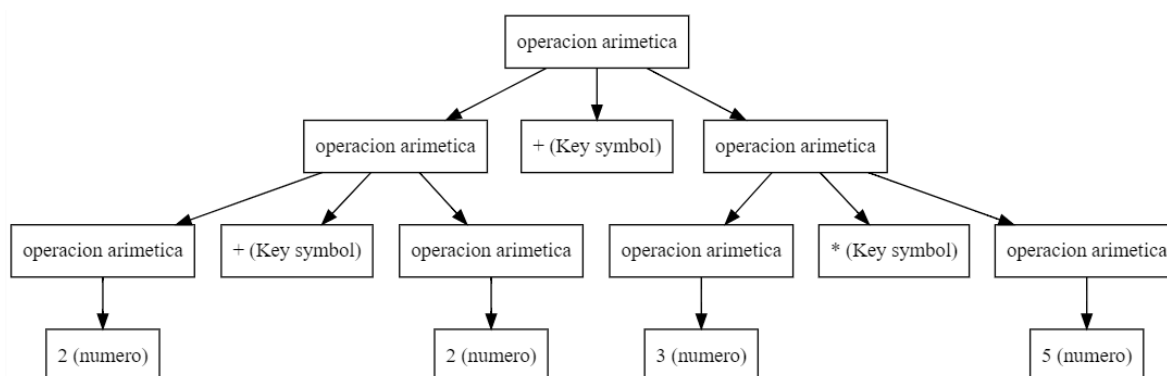 operacion arimetica
operacion arimetica
+ (Key symbol)
operacion arimetica
operacion arimetica
+ (Key symbol)
operacion arimetica
operacion arimetica
* (Key symbol)
operacion arimetica
2 (numero)
2 (numero)
3 (numero)
5 (numero)